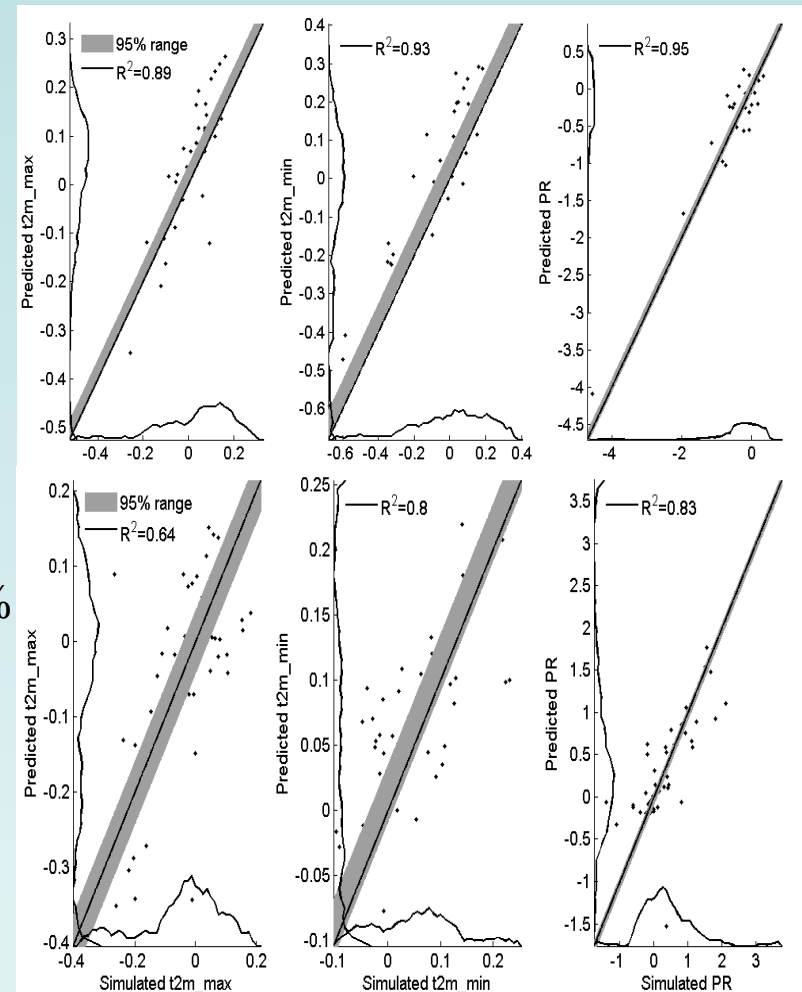 0.3
0.2
0.1
0
-0.1
-0.2
-0.3
-0.4
-0.5
Predicted t2m_max
95% range
R²=0.89
-0.4 -0.2 0 0.2
0.4
0.3
0.2
0.1
0
-0.1
-0.2
-0.3
-0.4
-0.5
-0.6
Predicted t2m_min
R²=0.93
-0.6 -0.4 -0.2 0 0.2 0.4
0.5
0
-0.5
-1
-1.5
-2
-2.5
-3
-3.5
-4
-4.5
Predicted PR
R²=0.95
-4 -2 0
%
0.2
0.1
0
-0.1
-0.2
-0.3
-0.4
Predicted t2m_max
95% range
R²=0.64
-0.4 -0.2 0 0.2
Simulated t2m_max
0.25
0.2
0.15
0.1
0.05
0
-0.05
-0.1
Predicted t2m_min
R²=0.8
-0.1 0 0.1 0.2
Simulated t2m_min
3.5
3
2.5
2
1.5
1
0.5
0
-0.5
-1
-1.5
Predicted PR
R²=0.83
-1 0 1 2 3
Simulated PR